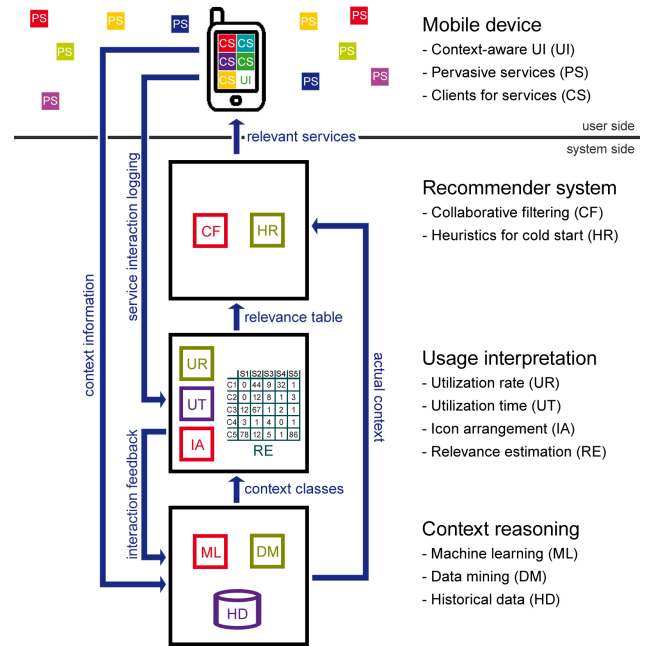 PS
PS
PS
PS
PS
PS
PS
PS
PS
PS
CS CS
CS CS
CS UI
Mobile device
- Context-aware UI (UI)
- Pervasive services (PS)
- Clients for services (CS)
user side
system side
relevant services
service interaction logging
context information
Recommender system
- Collaborative filtering (CF)
- Heuristics for cold start (HR)
CF
HR
relevance table
actual context
Usage interpretation
- Utilization rate (UR)
- Utilization time (UT)
- Icon arrangement (IA)
- Relevance estimation (RE)
UR
UT
IA
S1 S2 S3 S4 S5
C1 0 44 9 32 1
C2 0 12 8 1 3
C3 12 67 1 2 1
C4 3 1 4 0 1
C5 78 12 5 1 86
RE
interaction feedback
context classes
Context reasoning
- Machine learning (ML)
- Data mining (DM)
- Historical data (HD)
ML
DM
HD